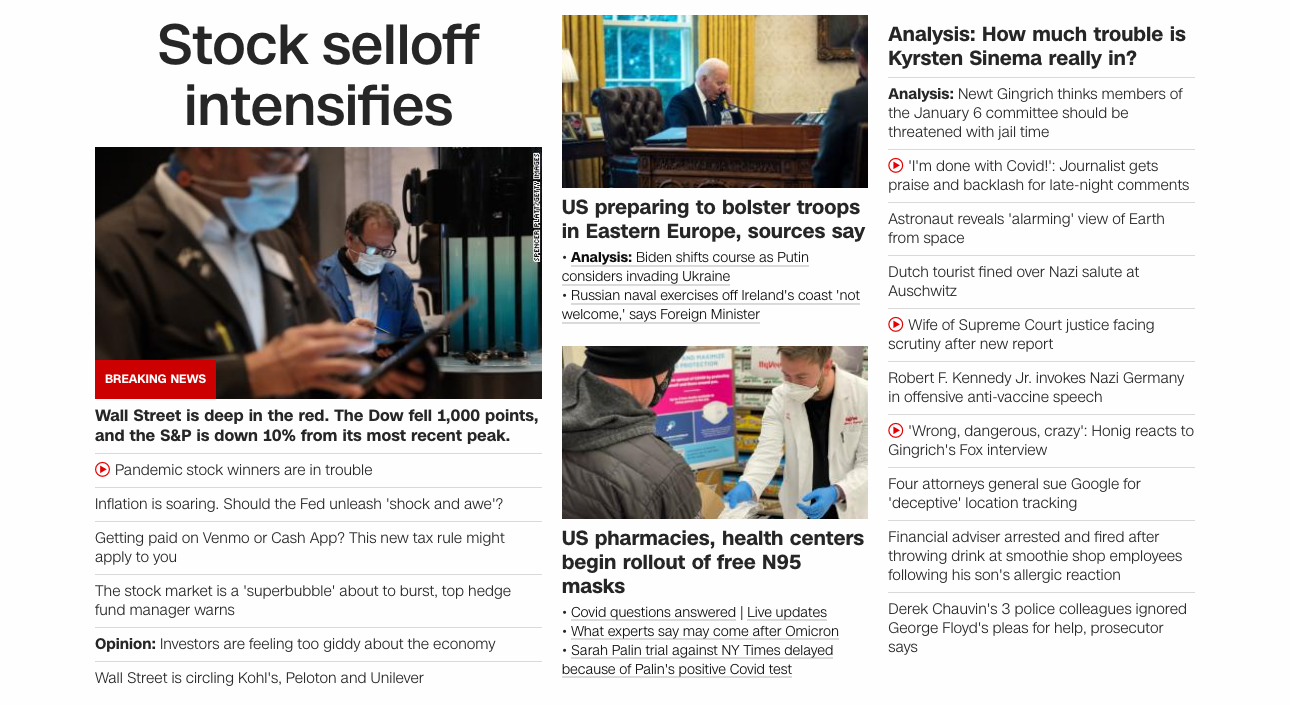 Stock selloff
intensifies
SPENCER PLATT/GETTY IMAGES
BREAKING NEWS
Wall Street is deep in the red. The Dow fell 1,000 points,
and the S&P is down 10% from its most recent peak.
Pandemic stock winners are in trouble
Inflation is soaring. Should the Fed unleash 'shock and awe'?
Getting paid on Venmo or Cash App? This new tax rule might
apply to you
The stock market is a 'superbubble' about to burst, top hedge
fund manager warns
Opinion: Investors are feeling too giddy about the economy
Wall Street is circling Kohl's, Peloton and Unilever
US preparing to bolster troops
in Eastern Europe, sources say
• Analysis: Biden shifts course as Putin
considers invading Ukraine
• Russian naval exercises off Ireland's coast 'not
welcome,' says Foreign Minister
HyVee
US pharmacies, health centers
begin rollout of free N95
masks
• Covid questions answered | Live updates
• What experts say may come after Omicron
• Sarah Palin trial against NY Times delayed
because of Palin's positive Covid test
Analysis: How much trouble is
Kyrsten Sinema really in?
Analysis: Newt Gingrich thinks members of
the January 6 committee should be
threatened with jail time
'I'm done with Covid!': Journalist gets
praise and backlash for late-night comments
Astronaut reveals 'alarming' view of Earth
from space
Dutch tourist fined over Nazi salute at
Auschwitz
Wife of Supreme Court justice facing
scrutiny after new report
Robert F. Kennedy Jr. invokes Nazi Germany
in offensive anti-vaccine speech
'Wrong, dangerous, crazy': Honig reacts to
Gingrich's Fox interview
Four attorneys general sue Google for
'deceptive' location tracking
Financial adviser arrested and fired after
throwing drink at smoothie shop employees
following his son's allergic reaction
Derek Chauvin's 3 police colleagues ignored
George Floyd's pleas for help, prosecutor
says